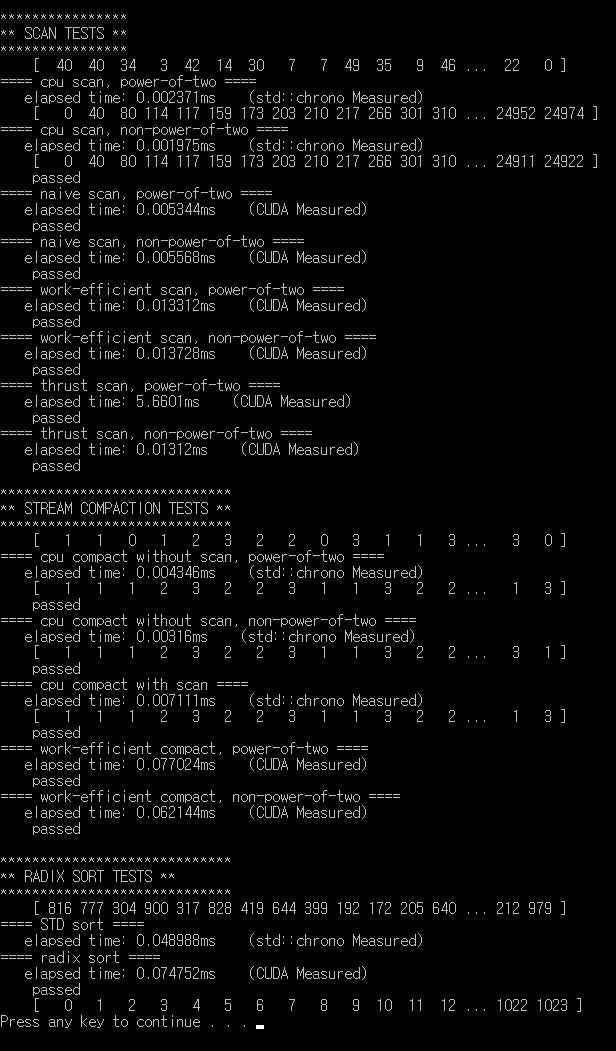 ****************
** SCAN TESTS **
****************
    [  40  40  34   3  42  14  30   7   7  49  35   9  46 ...  22   0 ]
==== cpu scan, power-of-two ====
   elapsed time: 0.002371ms    (std::chrono Measured)
    [   0  40  80 114 117 159 173 203 210 217 266 301 310 ... 24952 24974 ]
==== cpu scan, non-power-of-two ====
   elapsed time: 0.001975ms    (std::chrono Measured)
    [   0  40  80 114 117 159 173 203 210 217 266 301 310 ... 24911 24922 ]
    passed
==== naive scan, power-of-two ====
   elapsed time: 0.005344ms    (CUDA Measured)
    passed
==== naive scan, non-power-of-two ====
   elapsed time: 0.005568ms    (CUDA Measured)
    passed
==== work-efficient scan, power-of-two ====
   elapsed time: 0.013312ms    (CUDA Measured)
    passed
==== work-efficient scan, non-power-of-two ====
   elapsed time: 0.013728ms    (CUDA Measured)
    passed
==== thrust scan, power-of-two ====
   elapsed time: 5.6601ms    (CUDA Measured)
    passed
==== thrust scan, non-power-of-two ====
   elapsed time: 0.01312ms    (CUDA Measured)
    passed
*****************************
** STREAM COMPACTION TESTS **
*****************************
    [   1   1   0   1   2   3   2   2   0   3   1   1   3 ...   3   0 ]
==== cpu compact without scan, power-of-two ====
   elapsed time: 0.004346ms    (std::chrono Measured)
    [   1   1   1   2   3   2   2   3   1   1   3   2   2 ...   1   3 ]
    passed
==== cpu compact without scan, non-power-of-two ====
   elapsed time: 0.00316ms    (std::chrono Measured)
    [   1   1   1   2   3   2   2   3   1   1   3   2   2 ...   3   1 ]
    passed
==== cpu compact with scan ====
   elapsed time: 0.007111ms    (std::chrono Measured)
    [   1   1   1   2   3   2   2   3   1   1   3   2   2 ...   1   3 ]
    passed
==== work-efficient compact, power-of-two ====
   elapsed time: 0.077024ms    (CUDA Measured)
    passed
==== work-efficient compact, non-power-of-two ====
   elapsed time: 0.062144ms    (CUDA Measured)
    passed
*****************************
** RADIX SORT TESTS **
*****************************
    [ 816 777 304 900 317 828 419 644 399 192 172 205 640 ... 212 979 ]
==== STD sort ====
   elapsed time: 0.048988ms    (std::chrono Measured)
==== radix sort ====
   elapsed time: 0.074752ms    (CUDA Measured)
    passed
    [   0   1   2   3   4   5   6   7   8   9  10  11  12 ... 1022 1023 ]
Press any key to continue . . .